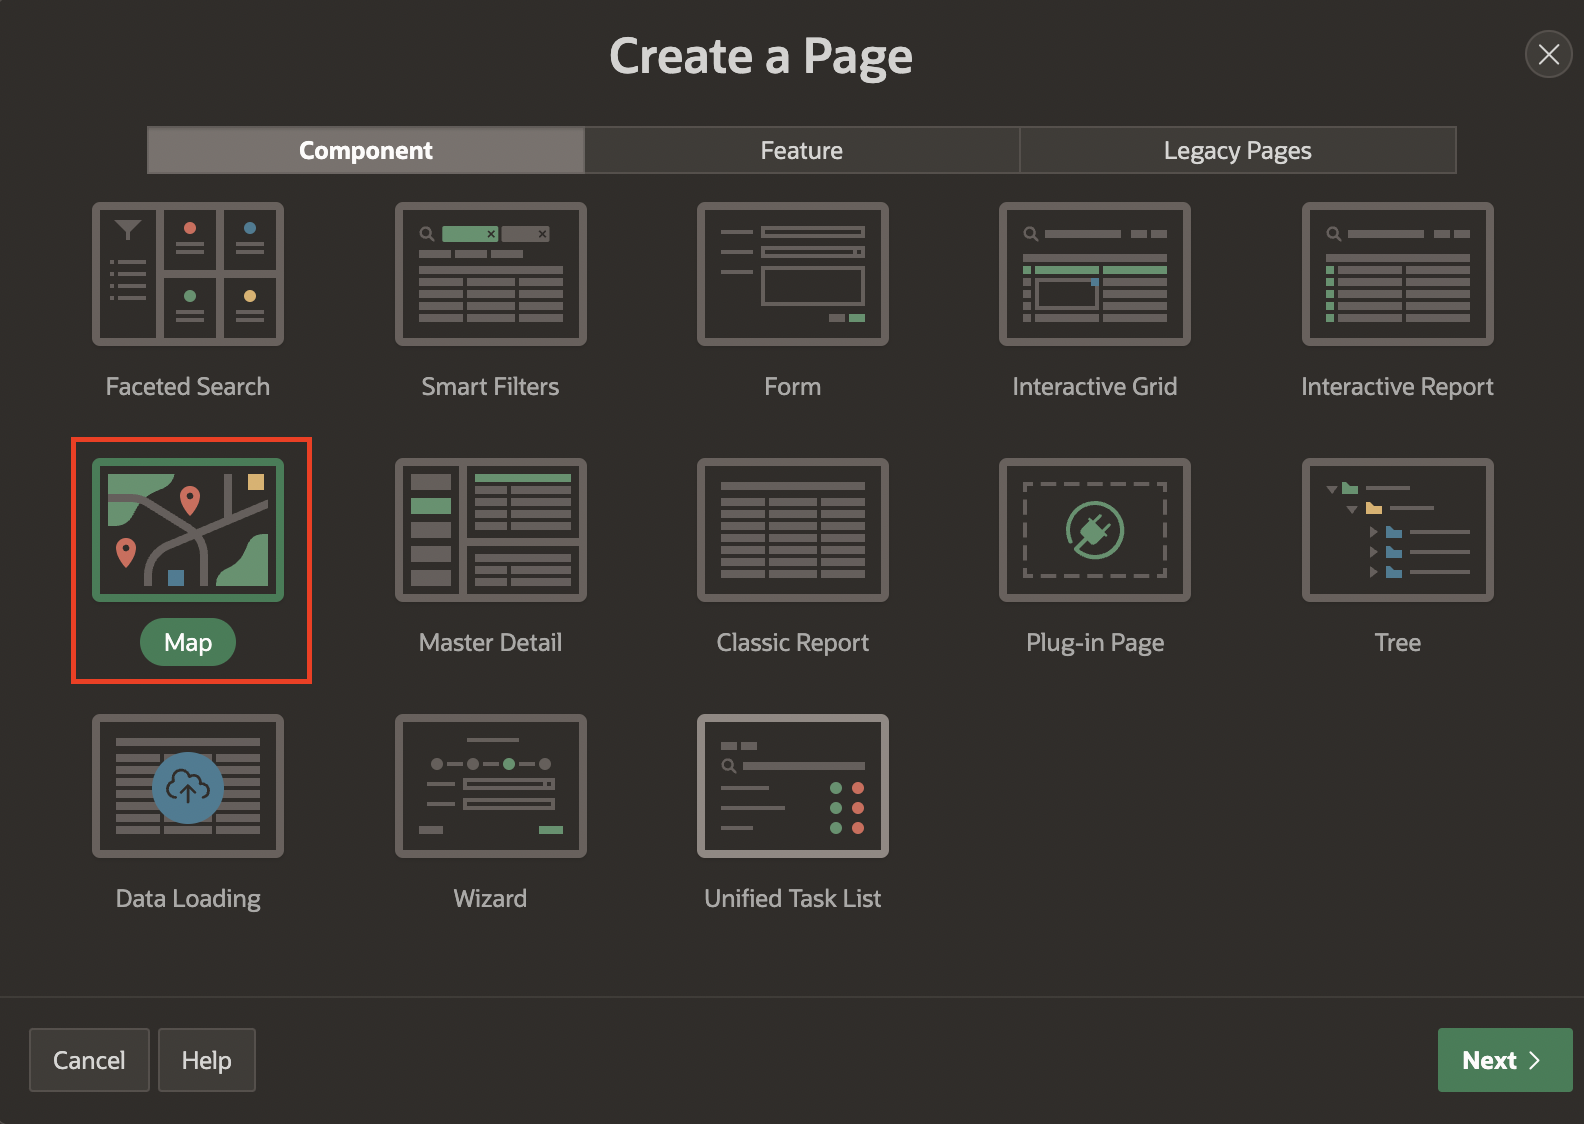 Create a Page
Component
Feature
Legacy Pages
Faceted Search
Smart Filters
Form
Interactive Grid
Interactive Report
Map
Master Detail
Classic Report
Plug-in Page
Tree
Data Loading
Wizard
Unified Task List
Cancel
Help
Next